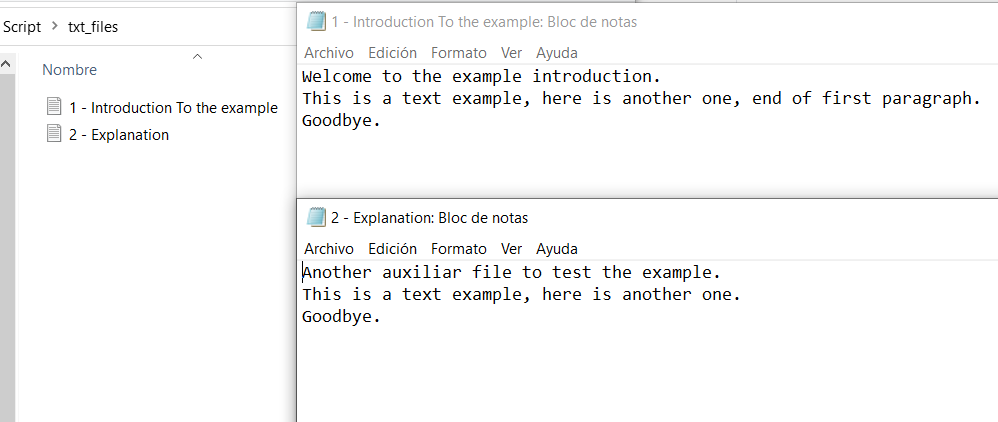 Script > txt_files
Nombre
1 - Introduction To the example
2 - Explanation
1 - Introduction To the example: Bloc de notas
Archivo Edición Formato Ver Ayuda
Welcome to the example introduction.
This is a text example, here is another one, end of first paragraph.
Goodbye.
2 - Explanation: Bloc de notas
Archivo Edición Formato Ver Ayuda
Another auxiliar file to test the example.
This is a text example, here is another one.
Goodbye.